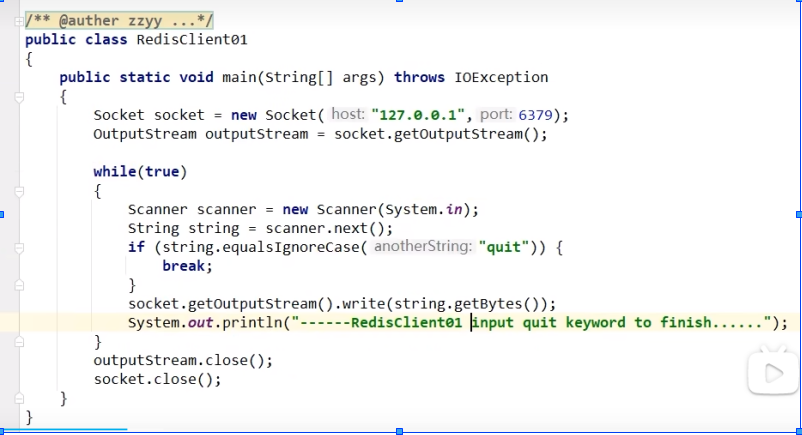 /** @auther zzyy ...*/
public class RedisClient01
{
    public static void main(String[] args) throws IOException
    {
        Socket socket = new Socket( host: "127.0.0.1", port: 6379);
        OutputStream outputStream = socket.getOutputStream();

        while(true)
        {
            Scanner scanner = new Scanner(System.in);
            String string = scanner.next();
            if (string.equalsIgnoreCase( anotherString: "quit")) {
                break;
            }
            socket.getOutputStream().write(string.getBytes());
            System.out.println("------RedisClient01 input quit keyword to finish......");
        }
        outputStream.close();
        socket.close();
    }
}